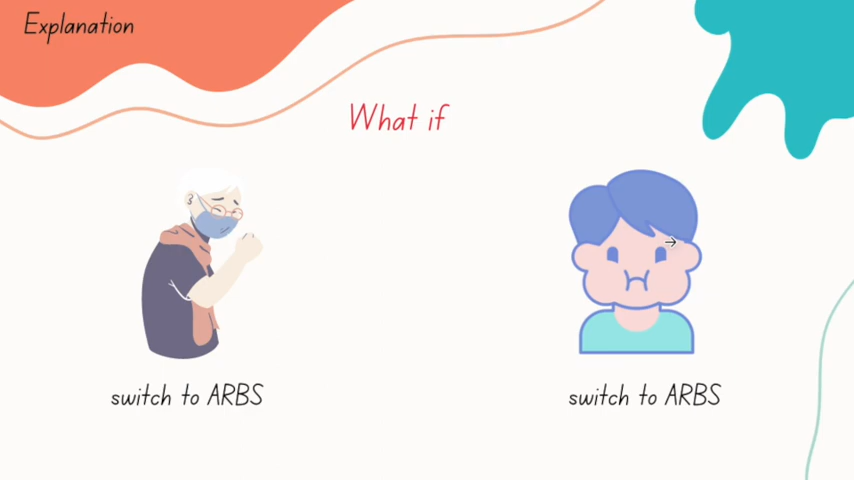 Explanation
What if
switch to ARBS
switch to ARBS